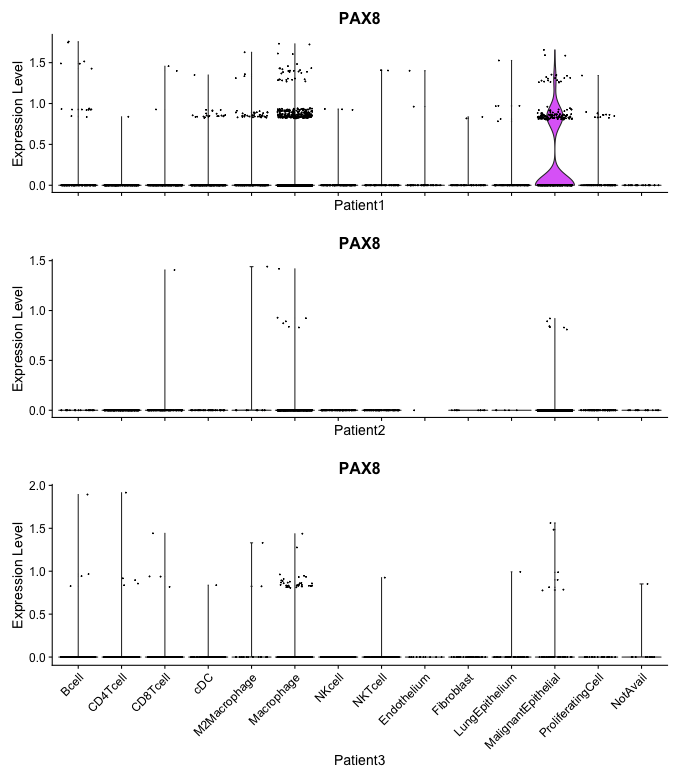 PAX8
Expression Level
1.5
1.0
0.5
0.0
Patient1
PAX8
Expression Level
1.5
1.0
0.5
0.0
Patient2
PAX8
Expression Level
2.0
1.5
1.0
0.5
0.0
Bcell
CD4Tcell
CD8Tcell
cDC
M2Macrophage
Macrophage
NKcell
NKTcell
Endothelium
Fibroblast
LungEpithelium
MalignantEpithelial
ProliferatingCell
NotAvail
Patient3